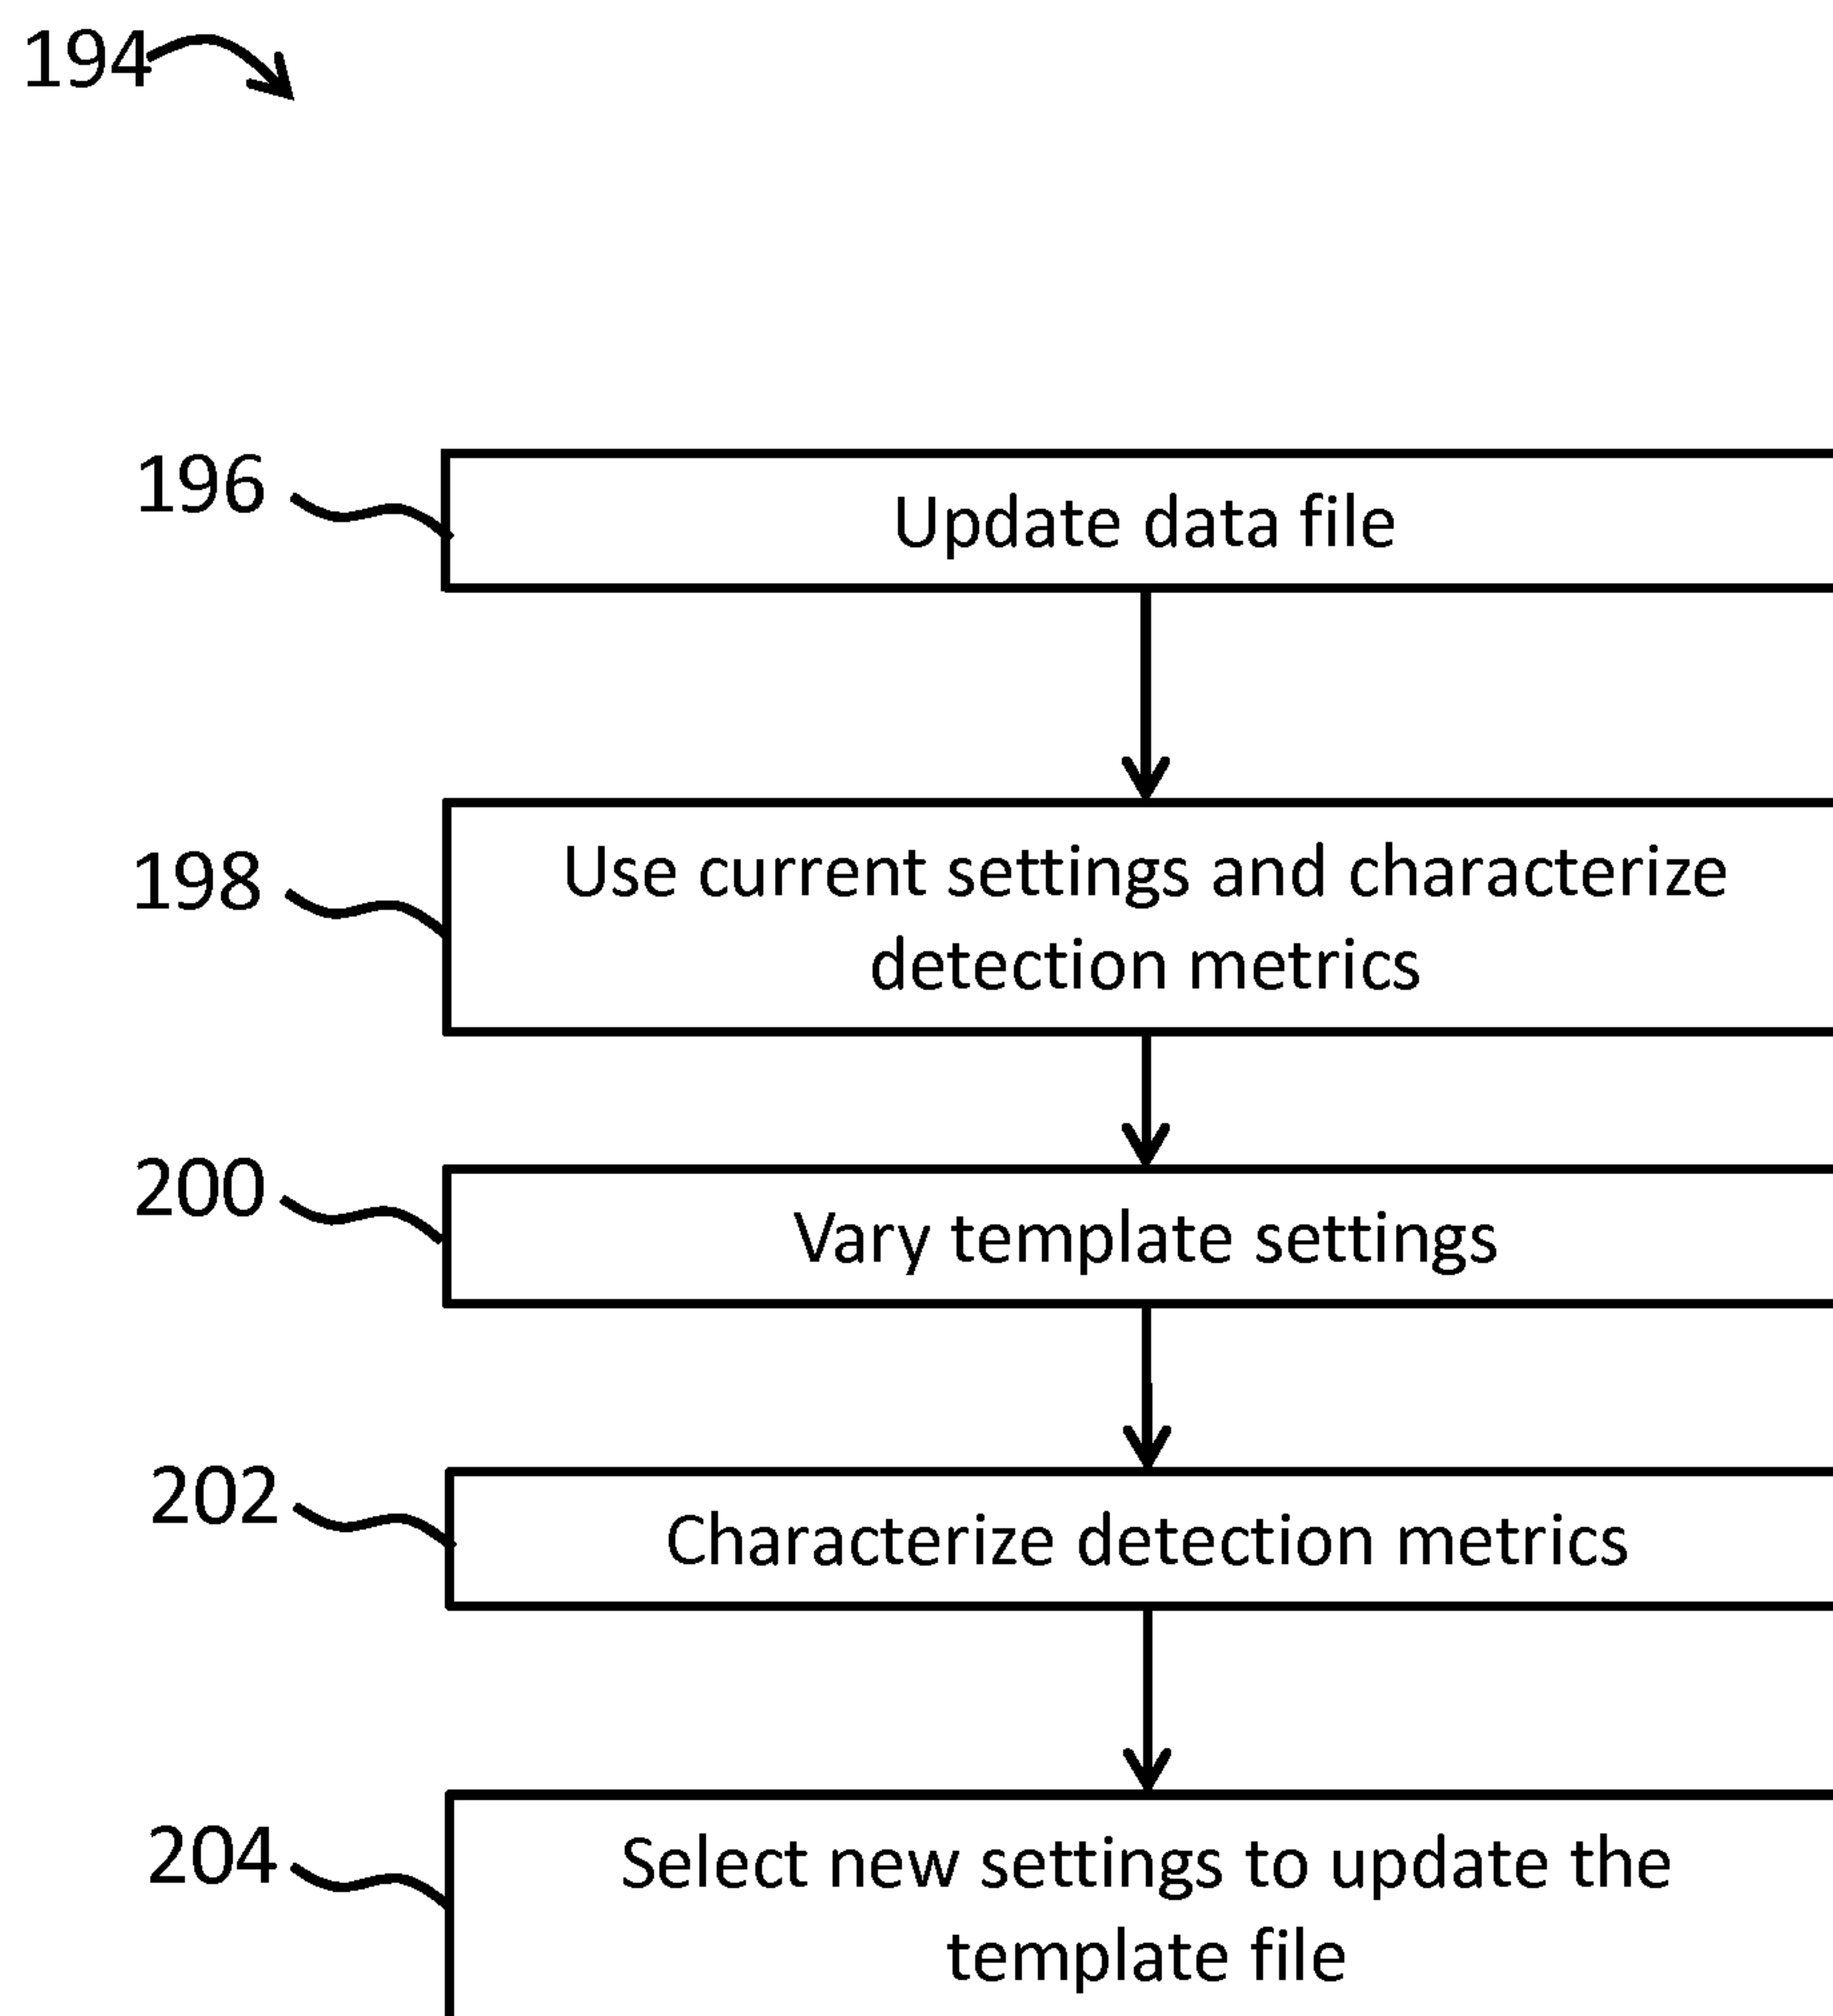 194
196
Update data file
198
Use current settings and characterize
detection metrics
200
Vary template settings
202
Characterize detection metrics
204
Select new settings to update the
template file